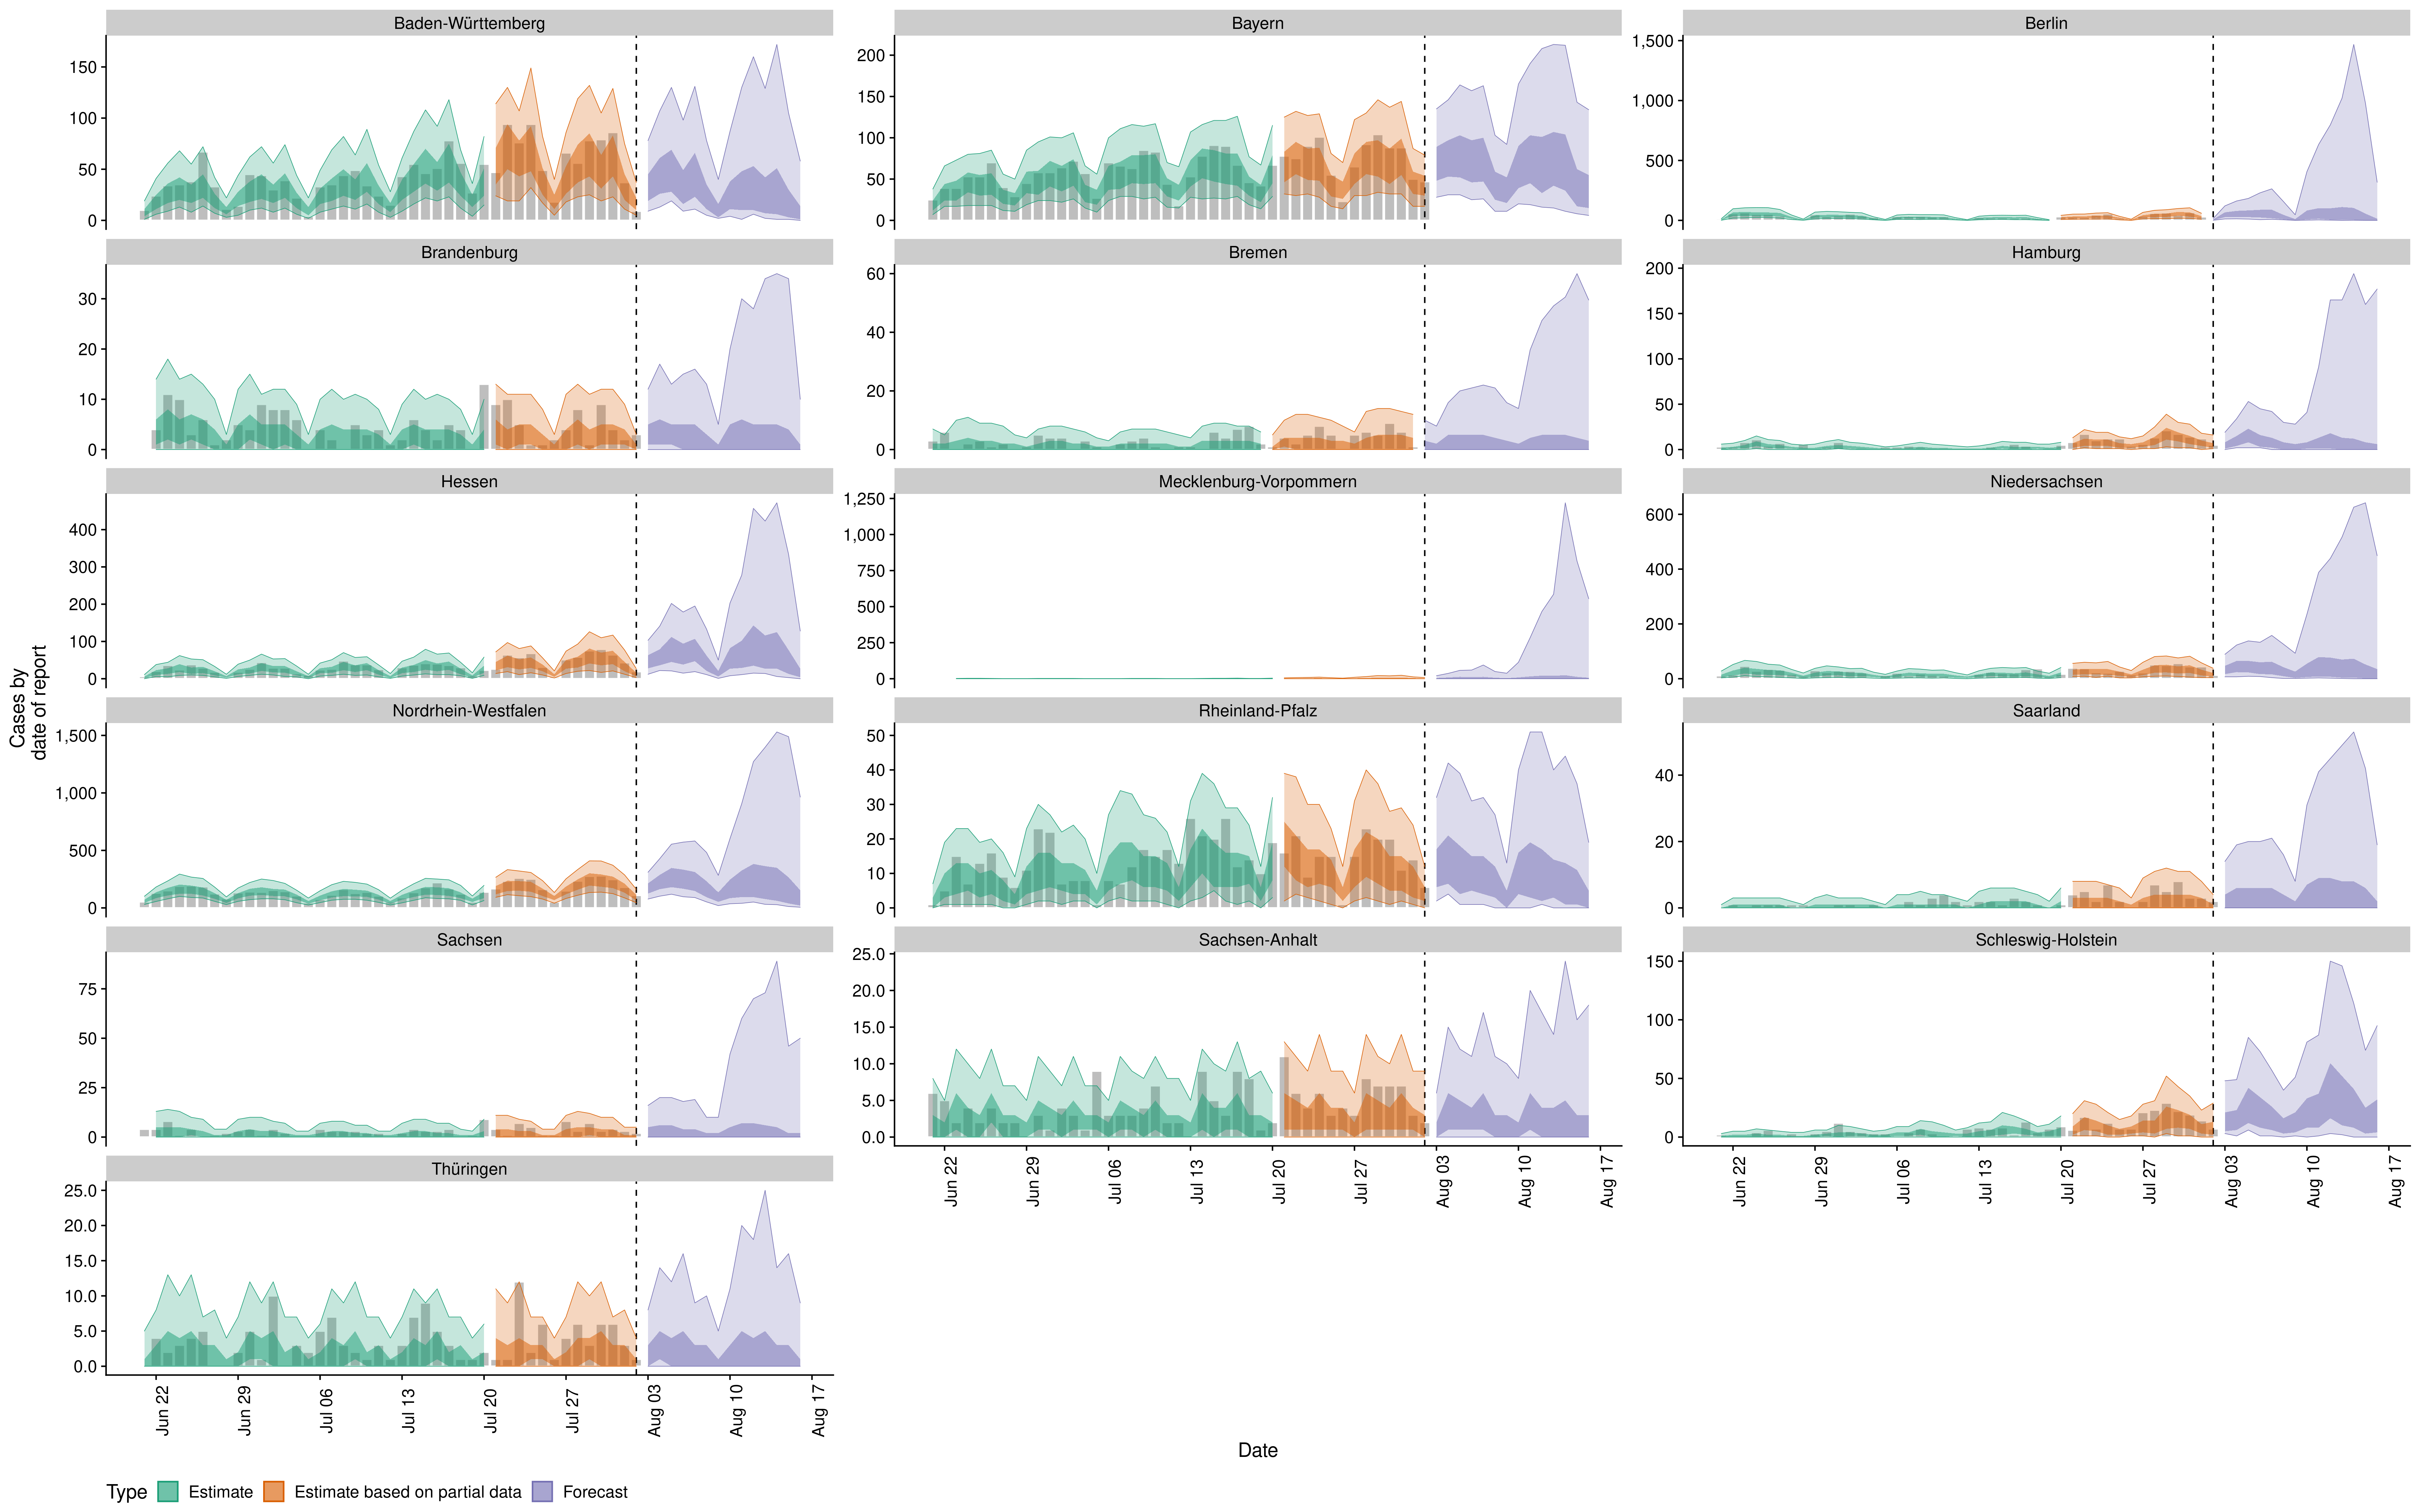 Baden-Württemberg
Bayern
Berlin
150
100
50
0
200
150
100
50
0
1,500
1,000
500
0
Brandenburg
Bremen
Hamburg
30
20
10
0
60
40
20
0
200
150
100
50
0
Hessen
Mecklenburg-Vorpommern
Niedersachsen
400
300
200
100
0
1,250
1,000
750
500
250
0
600
400
200
0
Cases by
date of report
Nordrhein-Westfalen
Rheinland-Pfalz
Saarland
1,500
1,000
500
0
50
40
30
20
10
0
40
20
0
Sachsen
Sachsen-Anhalt
Schleswig-Holstein
75
50
25
0
25.0
20.0
15.0
10.0
5.0
0.0
150
100
50
0
Jun 22
Jun 29
Jul 06
Jul 13
Jul 20
Jul 27
Aug 03
Aug 10
Aug 17
Jun 22
Jun 29
Jul 06
Jul 13
Jul 20
Jul 27
Aug 03
Aug 10
Aug 17
Thüringen
25.0
20.0
15.0
10.0
5.0
0.0
Jun 22
Jun 29
Jul 06
Jul 13
Jul 20
Jul 27
Aug 03
Aug 10
Aug 17
Date
Type Estimate Estimate based on partial data Forecast